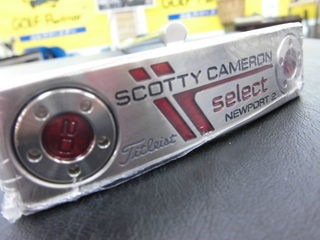 GOLF Partner
SCOTTY CAMERON
select
NEWPORT 2
Titleist